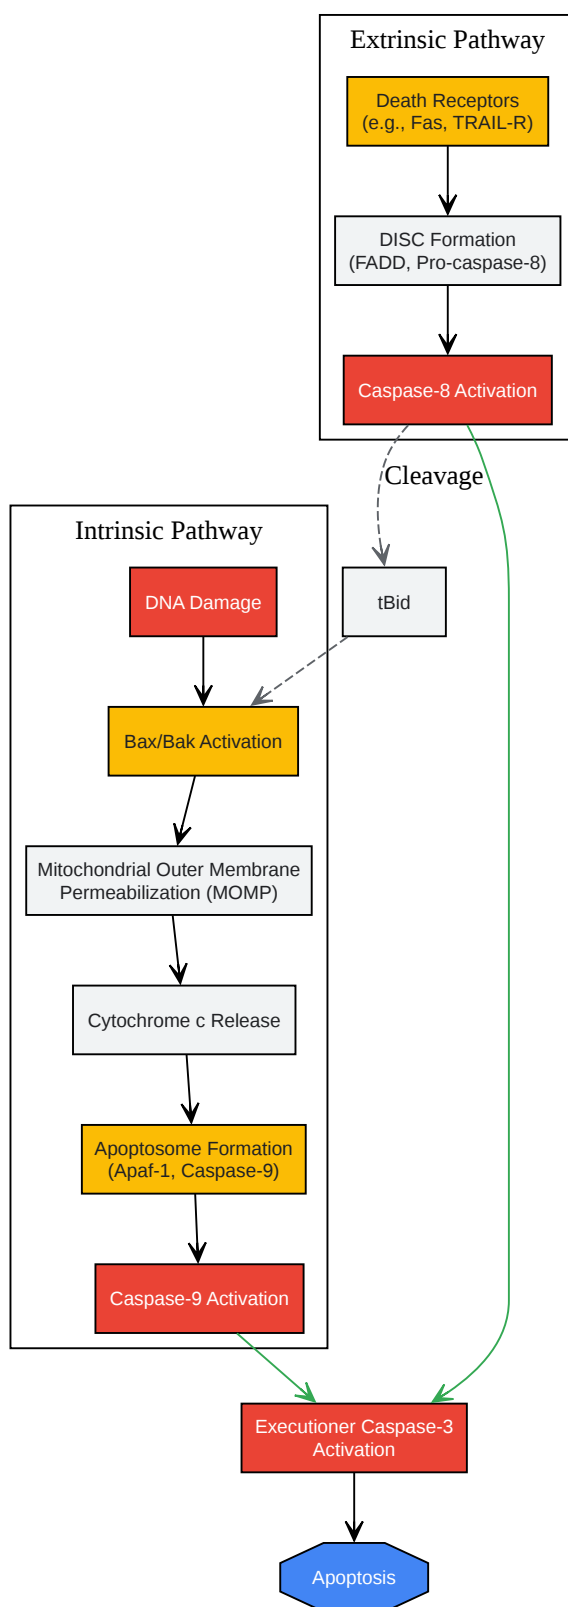 Extrinsic Pathway
Death Receptors
(e.g., Fas, TRAIL-R)
DISC Formation
(FADD, Pro-caspase-8)
Caspase-8 Activation
Cleavage
Intrinsic Pathway
DNA Damage
tBid
Bax/Bak Activation
Mitochondrial Outer Membrane
Permeabilization (MOMP)
Cytochrome c Release
Apoptosome Formation
(Apaf-1, Caspase-9)
Caspase-9 Activation
Executioner Caspase-3
Activation
Apoptosis